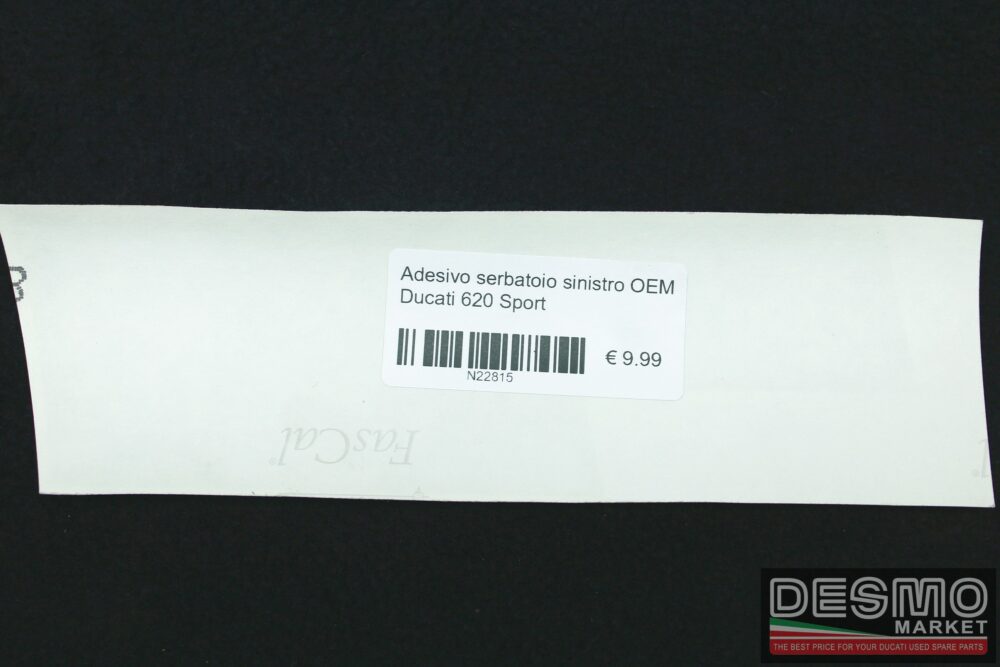 Adesivo serbatoio sinistro OEM
Ducati 620 Sport
€ 9.99
N22815
FasCal
DESMO
MARKET
THE BEST PRICE FOR YOUR DUCATI USED SPARE PARTS